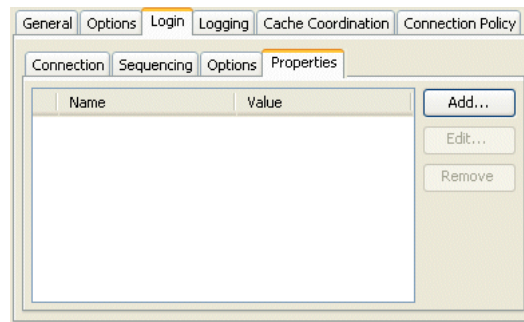 General Options Login Logging Cache Coordination Connection Policy
Connection Sequencing Options Properties
Name Value Add...
Edit...
Remove